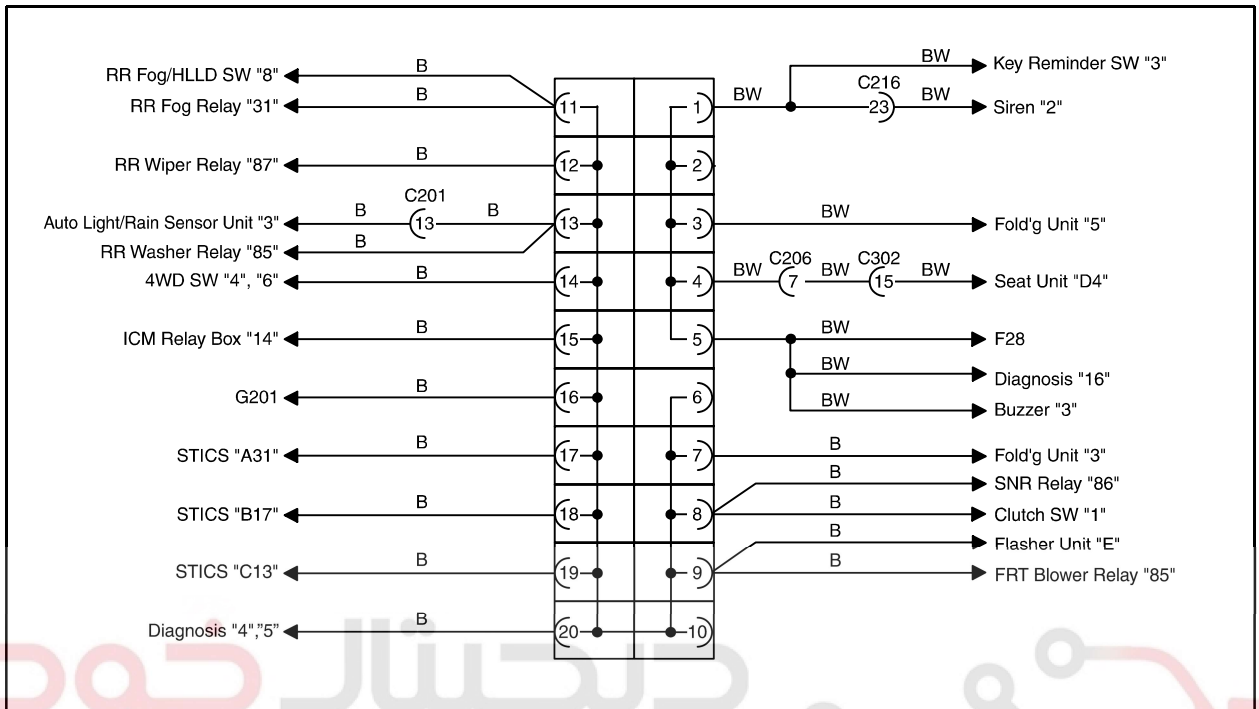 RR Fog/HLLD SW "8" B
RR Fog Relay "31" B 11
RR Wiper Relay "87" B 12
C201
Auto Light/Rain Sensor Unit "3" B 13 B 13
RR Washer Relay "85" B
4WD SW "4", "6" B 14
ICM Relay Box "14" B 15
G201 B 16
STICS "A31" B 17
STICS "B17" B 18
STICS "C13" B 19
Diagnosis "4","5" B 20
BW Key Reminder SW "3"
C216
1 BW 23 BW Siren "2"
2
3 BW Fold'g Unit "5"
C206 C302
4 BW 7 BW 15 BW Seat Unit "D4"
5 BW F28
BW Diagnosis "16"
BW Buzzer "3"
6
7 B Fold'g Unit "3"
B SNR Relay "86"
8 B Clutch SW "1"
B Flasher Unit "E"
9 B FRT Blower Relay "85"
10
دیجیتال خودرو